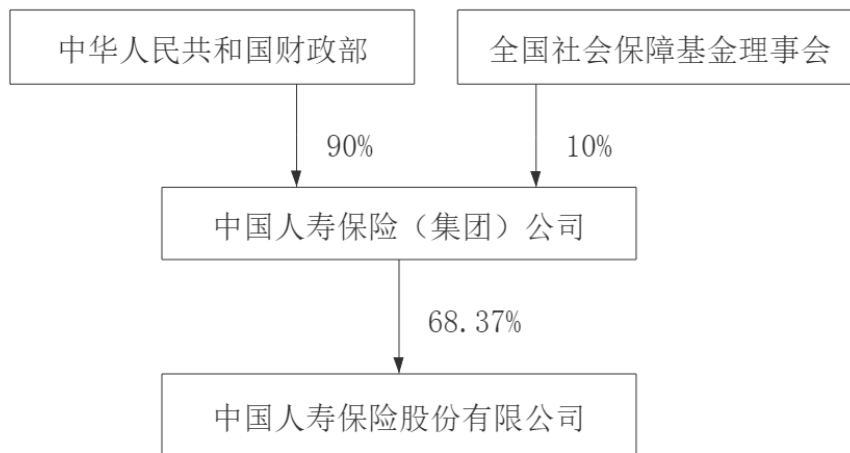 中华人民共和国财政部
全国社会保障基金理事会
90%
10%
中国人寿保险（集团）公司
68.37%
中国人寿保险股份有限公司